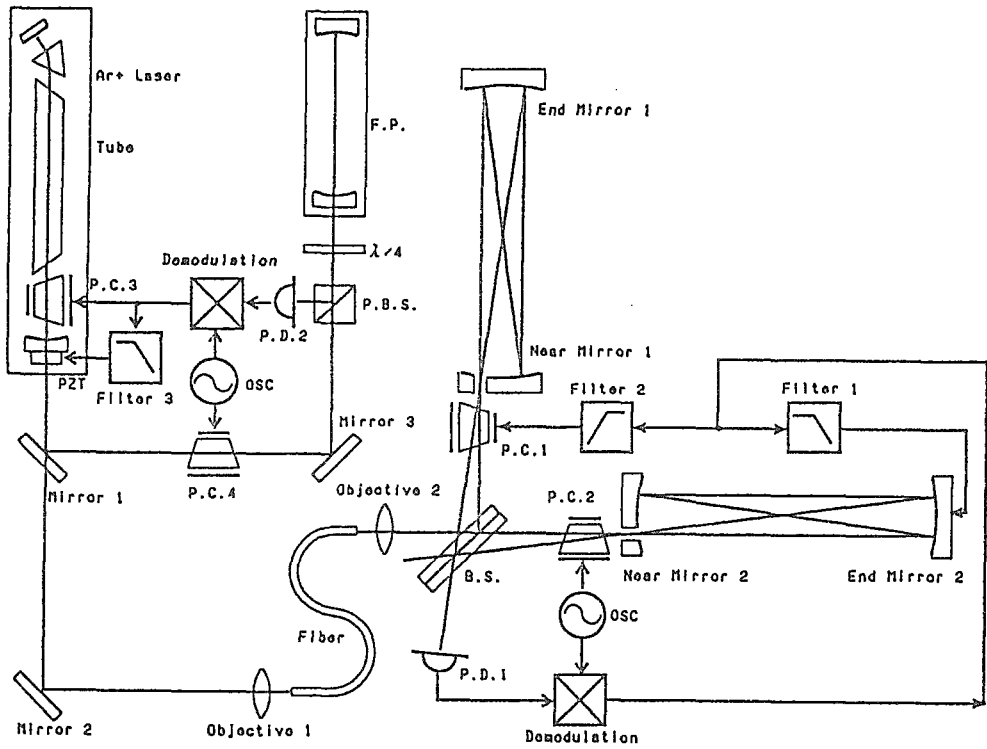 Ar+ Laser
Tube
F.P.
End Mirror 1
λ/4
Demodulation
P.C.3
P.B.S.
P.D.2
PZT
Filter 3
OSC
Near Mirror 1
Filter 2
Filter 1
Mirror 3
P.C.1
Mirror 1
P.C.4
Objective 2
P.C.2
B.S.
Near Mirror 2
End Mirror 2
OSC
Fiber
P.D.1
Mirror 2
Objective 1
Demodulation